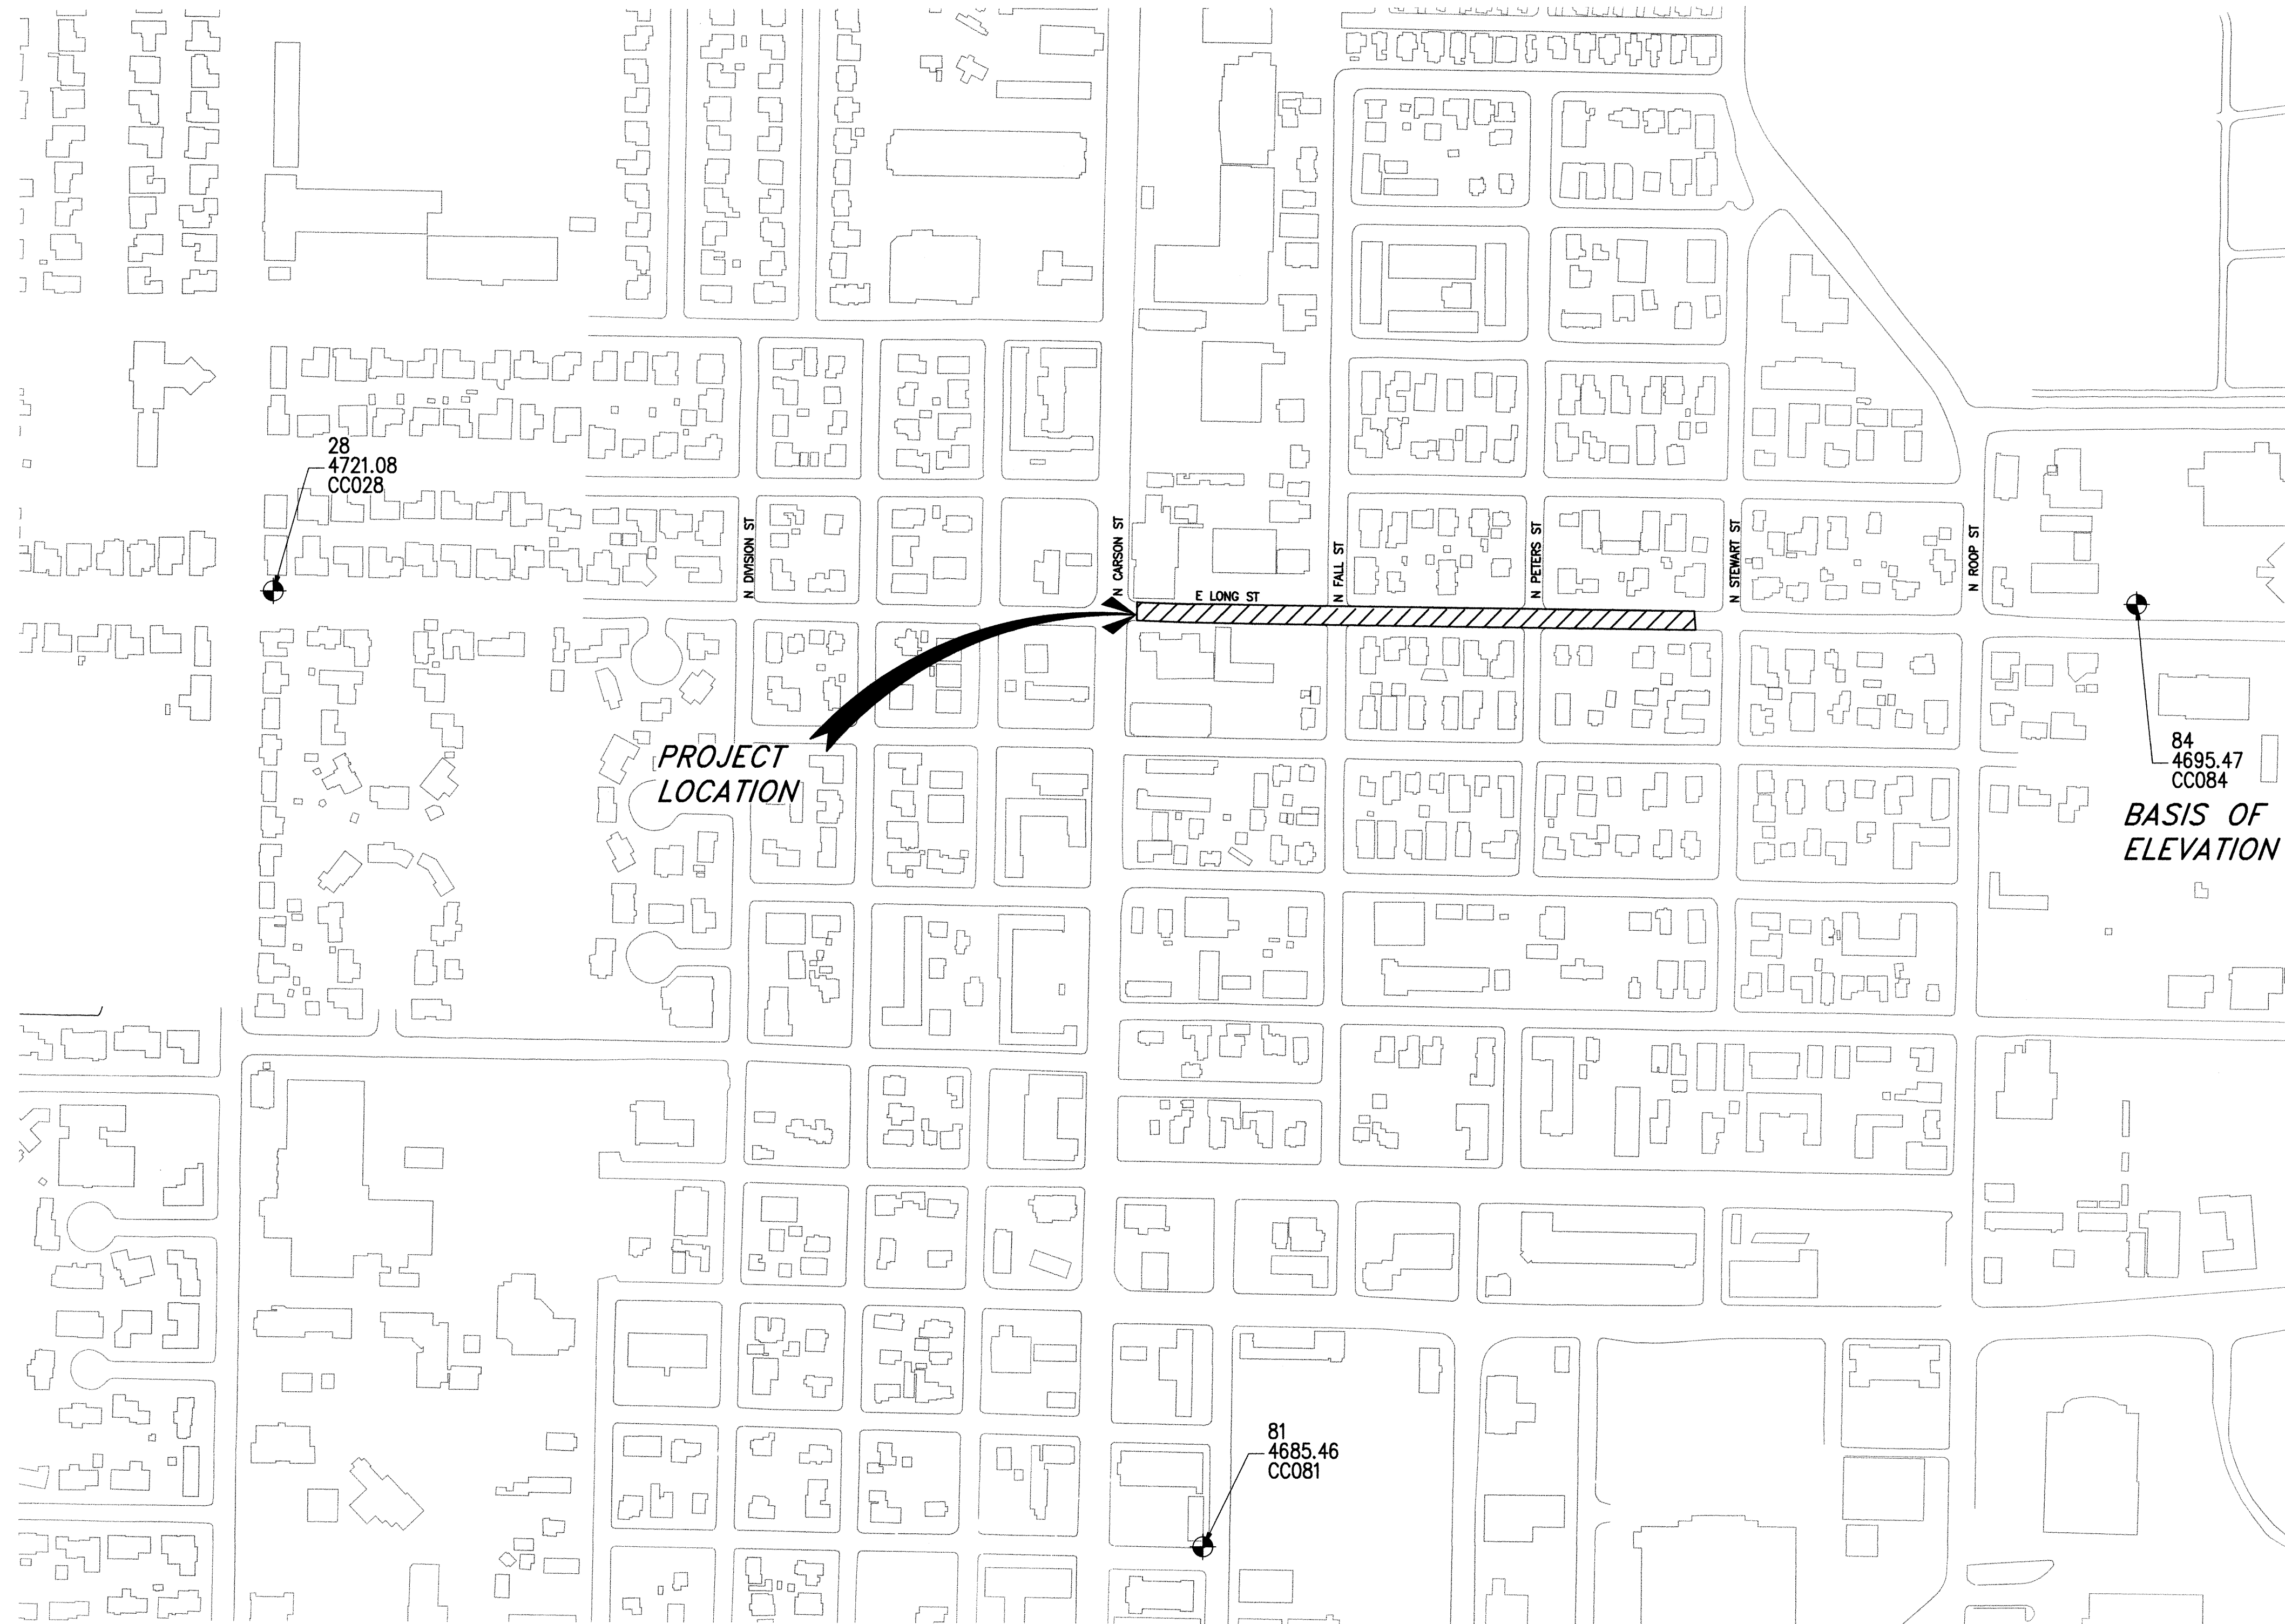 28
4721.08
CC028
N DIVISION ST
N CARSON ST
E LONG ST
N FALL ST
N PETERS ST
N STEWART ST
N ROOP ST
PROJECT
LOCATION
84
4695.47
CC084
BASIS OF
ELEVATION
81
4685.46
CC081